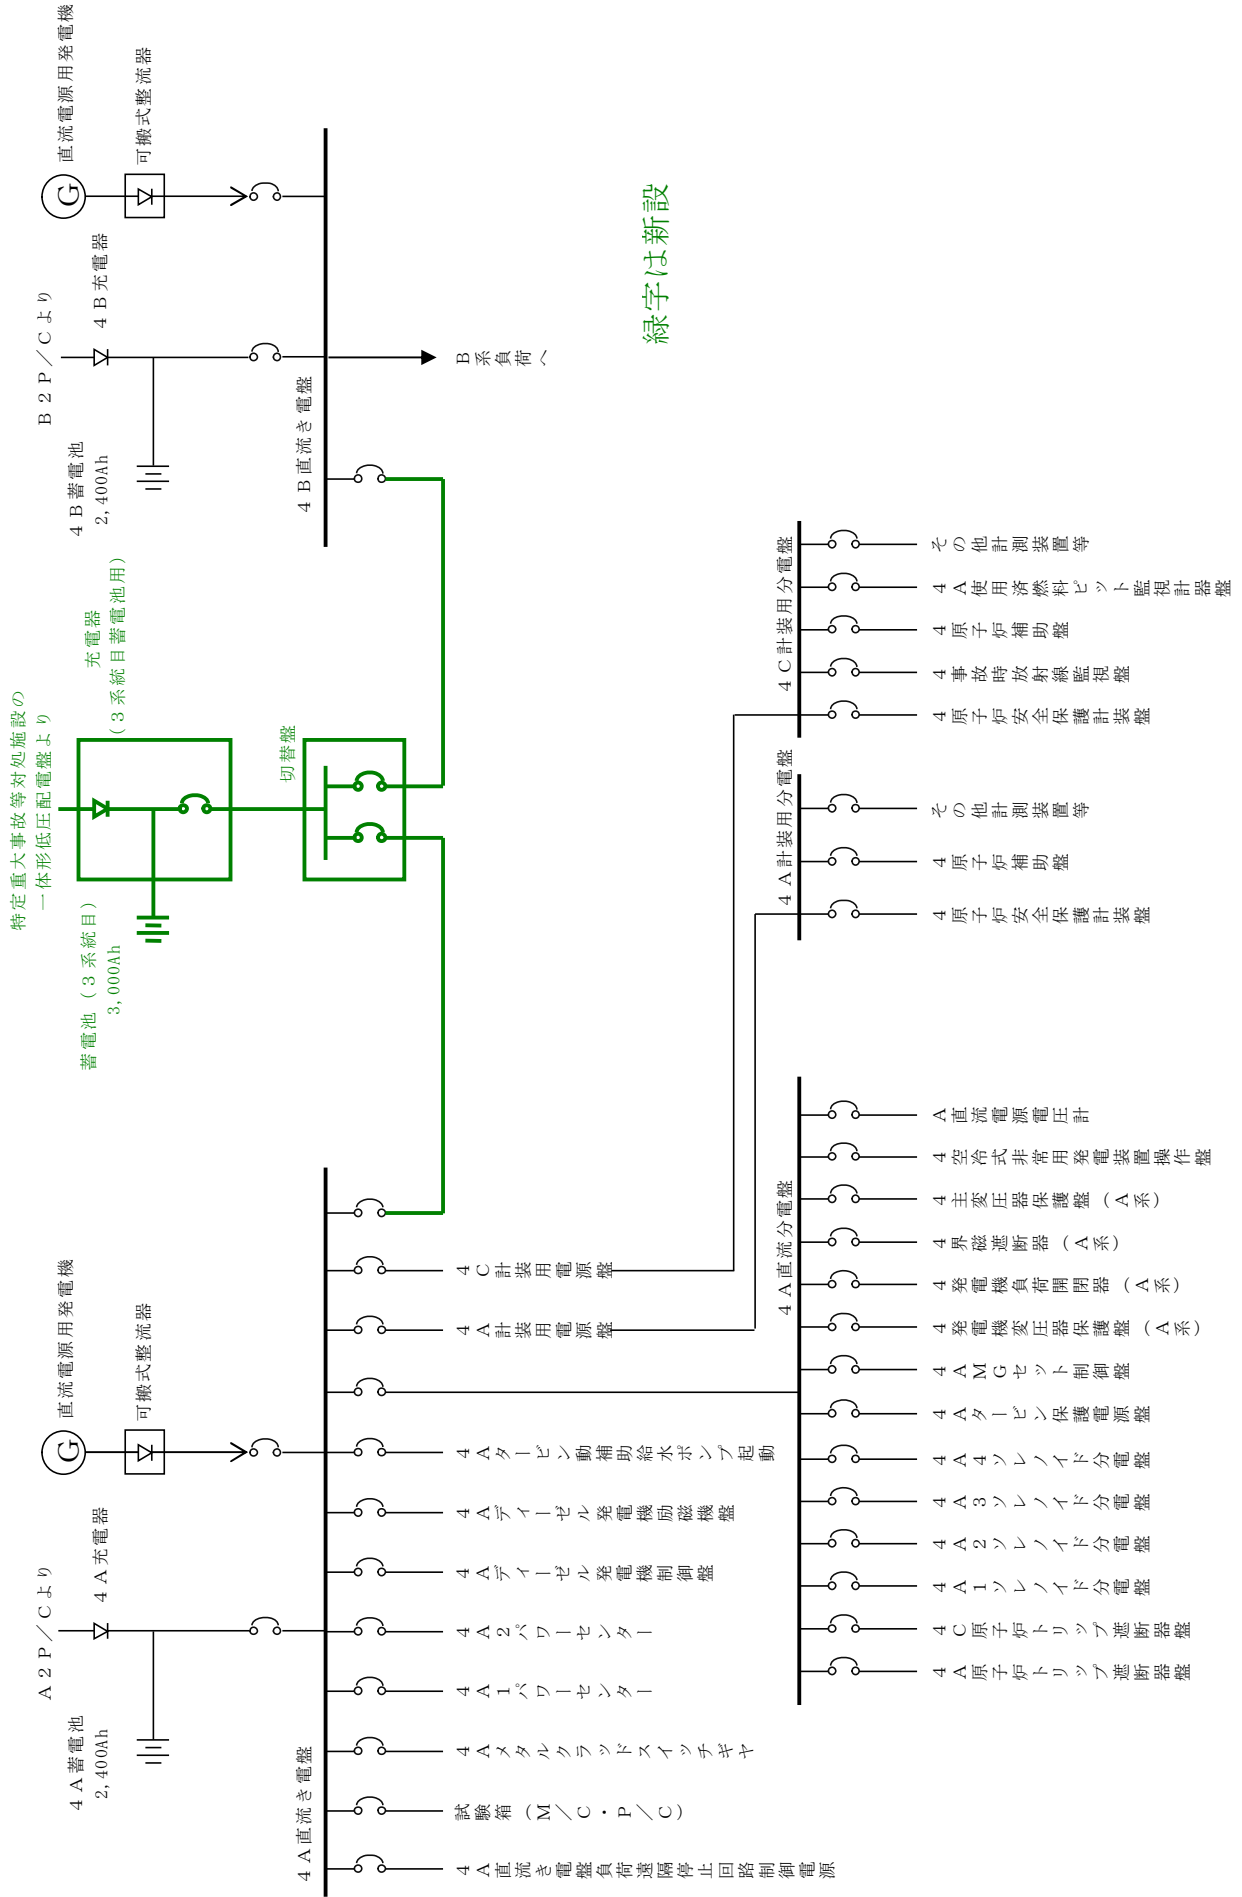 A2P／Cより
4A充電器
4A蓄電池
2,400Ah
直流電源用発電機
G
可搬式整流器
4A直流き電盤
4A直流き電盤負荷遠隔停止回路制御電源
試験箱（M／C・P／C）
4Aメタルクラッドスイッチギヤ
4A1パワーセンター
4A2パワーセンター
4Aディーゼル発電機制御盤
4Aディーゼル発電機励磁機盤
4Aタービン動補助給水ポンプ起動
4A計装用電源盤
4C計装用電源盤
特定重大事故等対処施設の
一体形低圧配電盤より
充電器
（3系統目蓄電池用）
蓄電池（3系統目）
3,000Ah
切替盤
B2P／Cより
4B充電器
4B蓄電池
2,400Ah
直流電源用発電機
G
可搬式整流器
4B直流き電盤
B系負荷へ
緑字は新設
4A直流分電盤
4A原子炉トリップ遮断器盤
4C原子炉トリップ遮断器盤
4A1ソレノイド分電盤
4A2ソレノイド分電盤
4A3ソレノイド分電盤
4A4ソレノイド分電盤
4Aタービン保護電源盤
4AMGセット制御盤
4発電機変圧器保護盤（A系）
4発電機負荷開閉器（A系）
4界磁遮断器（A系）
4主変圧器保護盤（A系）
4空冷式非常用発電装置操作盤
A直流電源電圧計
4A計装用分電盤
4原子炉安全保護計装盤
4原子炉補助盤
その他計測装置等
4C計装用分電盤
4原子炉安全保護計装盤
4事故時放射線監視盤
4原子炉補助盤
4A使用済燃料ピット監視計器盤
その他計測装置等